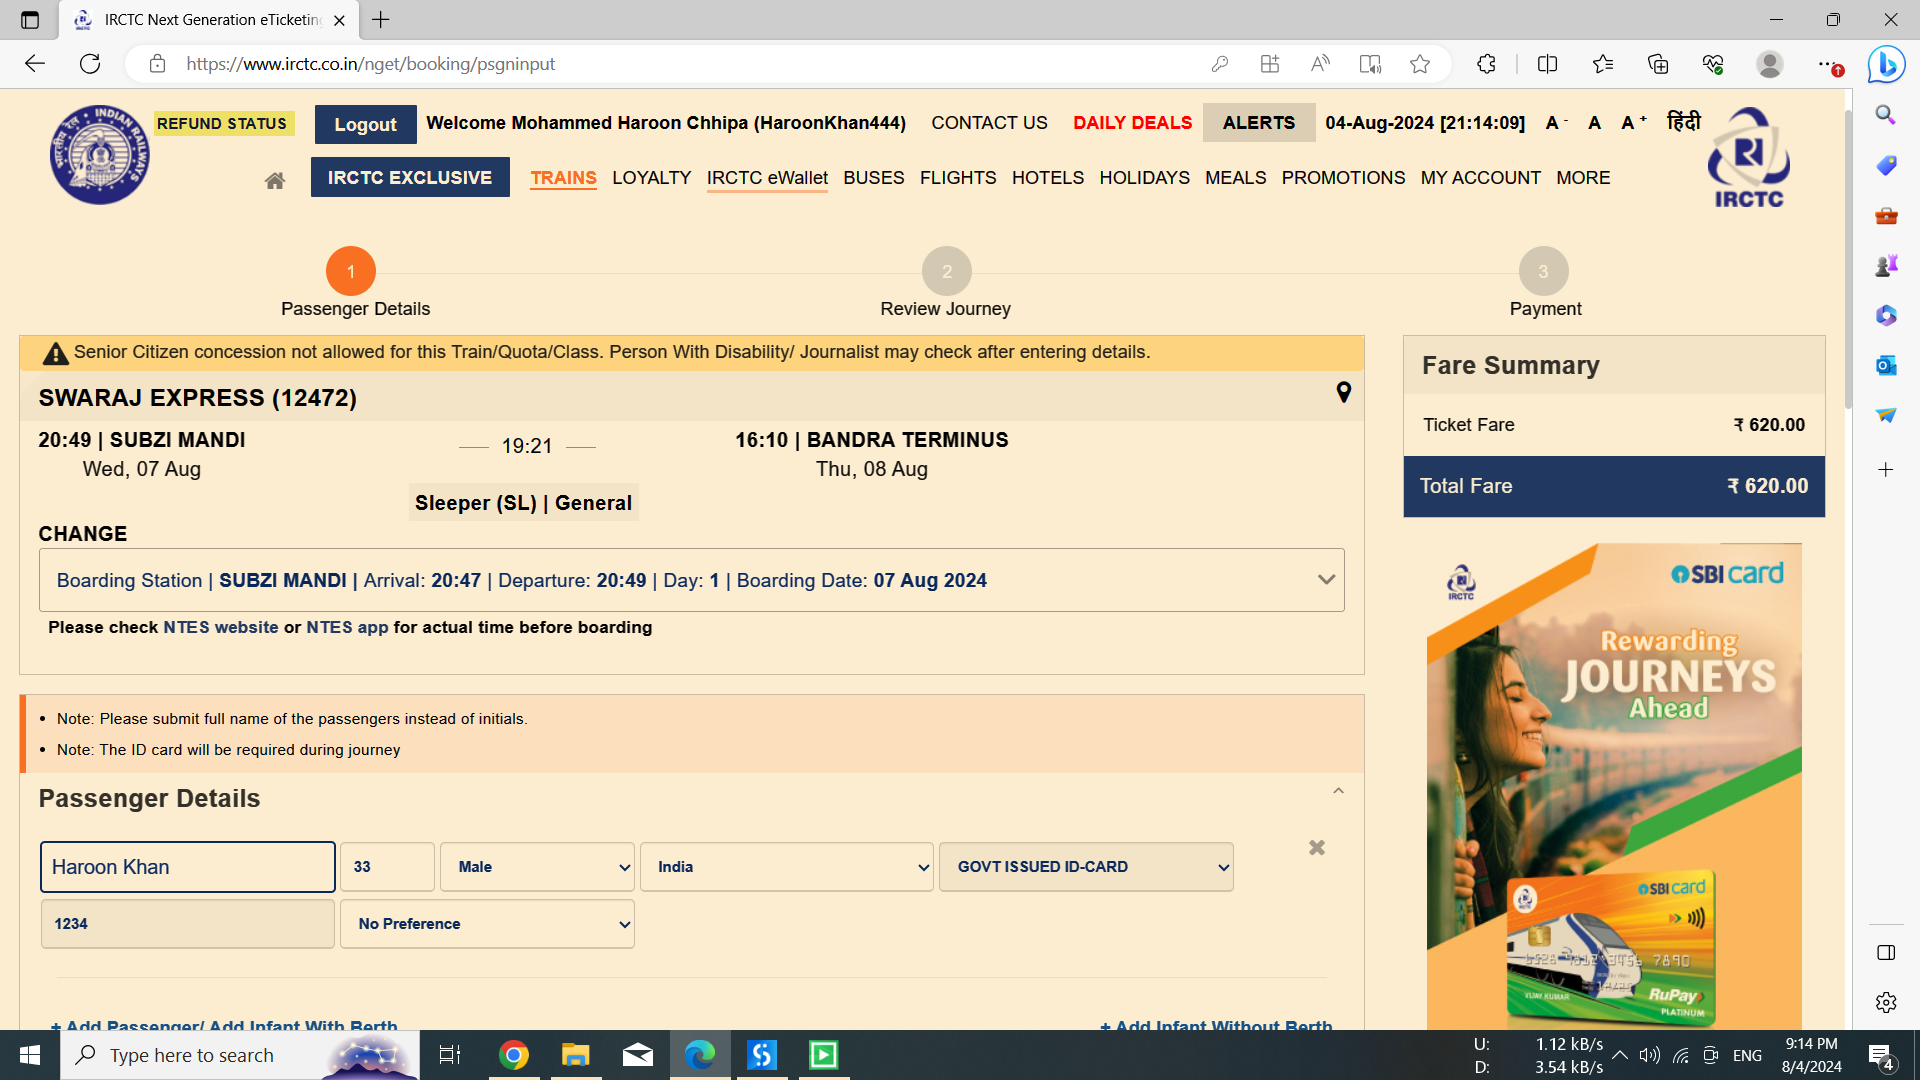 IRCTC Next Generation eTicketing
https://www.irctc.co.in/nget/booking/psgninput
INDIAN RAILWAYS
भारतीय रेल
REFUND STATUS
Logout
Welcome Mohammed Haroon Chhipa (HaroonKhan444)
CONTACT US
DAILY DEALS
ALERTS
04-Aug-2024 [21:14:09]
A -
A
A +
हिंदी
IRCTC
IRCTC EXCLUSIVE
TRAINS
LOYALTY
IRCTC eWallet
BUSES
FLIGHTS
HOTELS
HOLIDAYS
MEALS
PROMOTIONS
MY ACCOUNT
MORE
1
2
3
Passenger Details
Review Journey
Payment
Senior Citizen concession not allowed for this Train/Quota/Class. Person With Disability/ Journalist may check after entering details.
SWARAJ EXPRESS (12472)
20:49 | SUBZI MANDI
19:21
16:10 | BANDRA TERMINUS
Wed, 07 Aug
Thu, 08 Aug
Sleeper (SL) | General
CHANGE
Boarding Station | SUBZI MANDI | Arrival: 20:47 | Departure: 20:49 | Day: 1 | Boarding Date: 07 Aug 2024
Please check NTES website or NTES app for actual time before boarding
Note: Please submit full name of the passengers instead of initials.
Note: The ID card will be required during journey
Passenger Details
Haroon Khan
33
Male
India
GOVT ISSUED ID-CARD
1234
No Preference
+ Add Passenger/ Add Infant With Berth
+ Add Infant Without Berth
Fare Summary
Ticket Fare
₹ 620.00
Total Fare
₹ 620.00
IRCTC
SBI card
Rewarding
JOURNEYS
Ahead
SBI card
3456 7890
VIJAY KUMAR
RuPay
PLATINUM
Type here to search
U: 1.12 kB/s
D: 3.54 kB/s
ENG
9:14 PM
8/4/2024
4